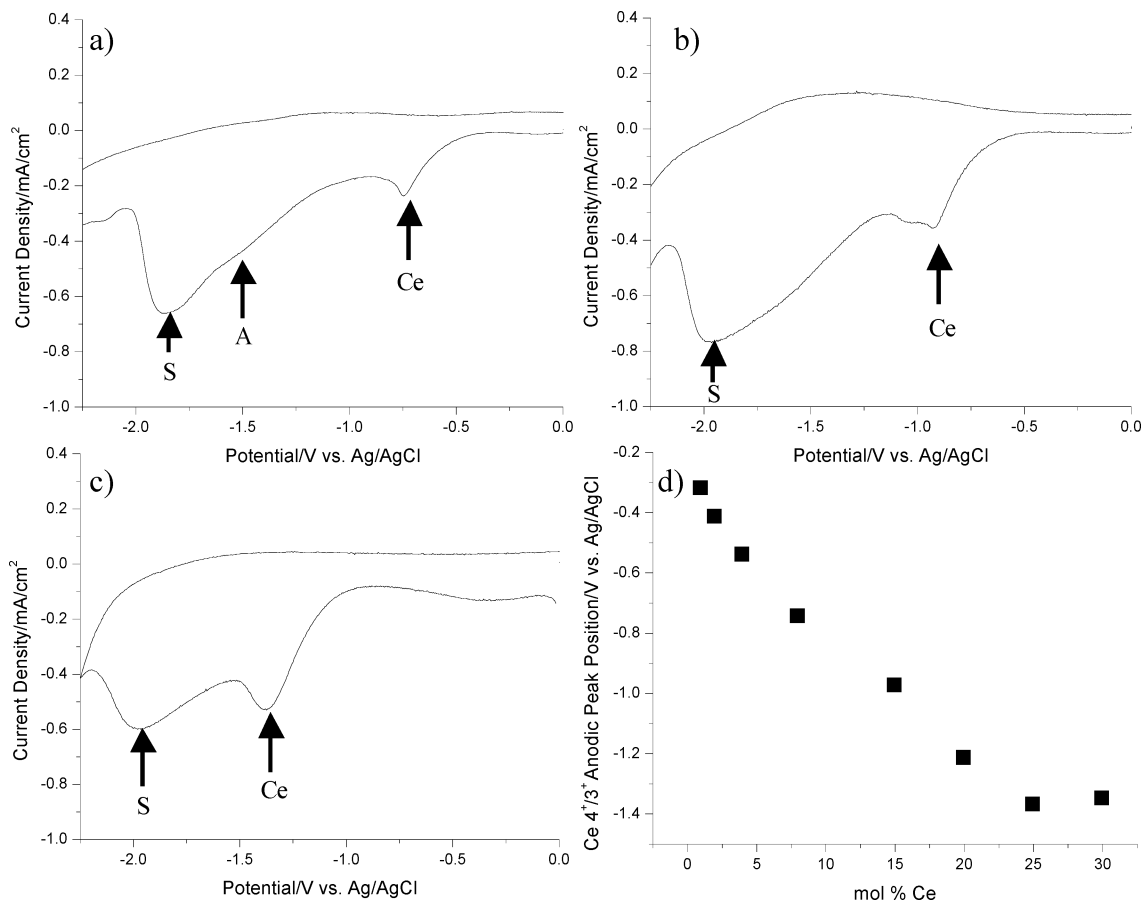 a)
0.4
0.2
0.0
-0.2
-0.4
-0.6
-0.8
-1.0
Current Density/mA/cm²
Ce
A
S
-2.0 -1.5 -1.0 -0.5 0.0
Potential/V vs. Ag/AgCl
b)
0.4
0.2
0.0
-0.2
-0.4
-0.6
-0.8
-1.0
Current Density/mA/cm²
Ce
S
-2.0 -1.5 -1.0 -0.5 0.0
Potential/V vs. Ag/AgCl
c)
0.4
0.2
0.0
-0.2
-0.4
-0.6
-0.8
-1.0
Current Density/mA/cm²
Ce
S
-2.0 -1.5 -1.0 -0.5 0.0
Potential/V vs. Ag/AgCl
d)
-0.2
-0.4
-0.6
-0.8
-1.0
-1.2
-1.4
Ce 4⁺/3⁺ Anodic Peak Position/V vs. Ag/AgCl
0 5 10 15 20 25 30
mol % Ce